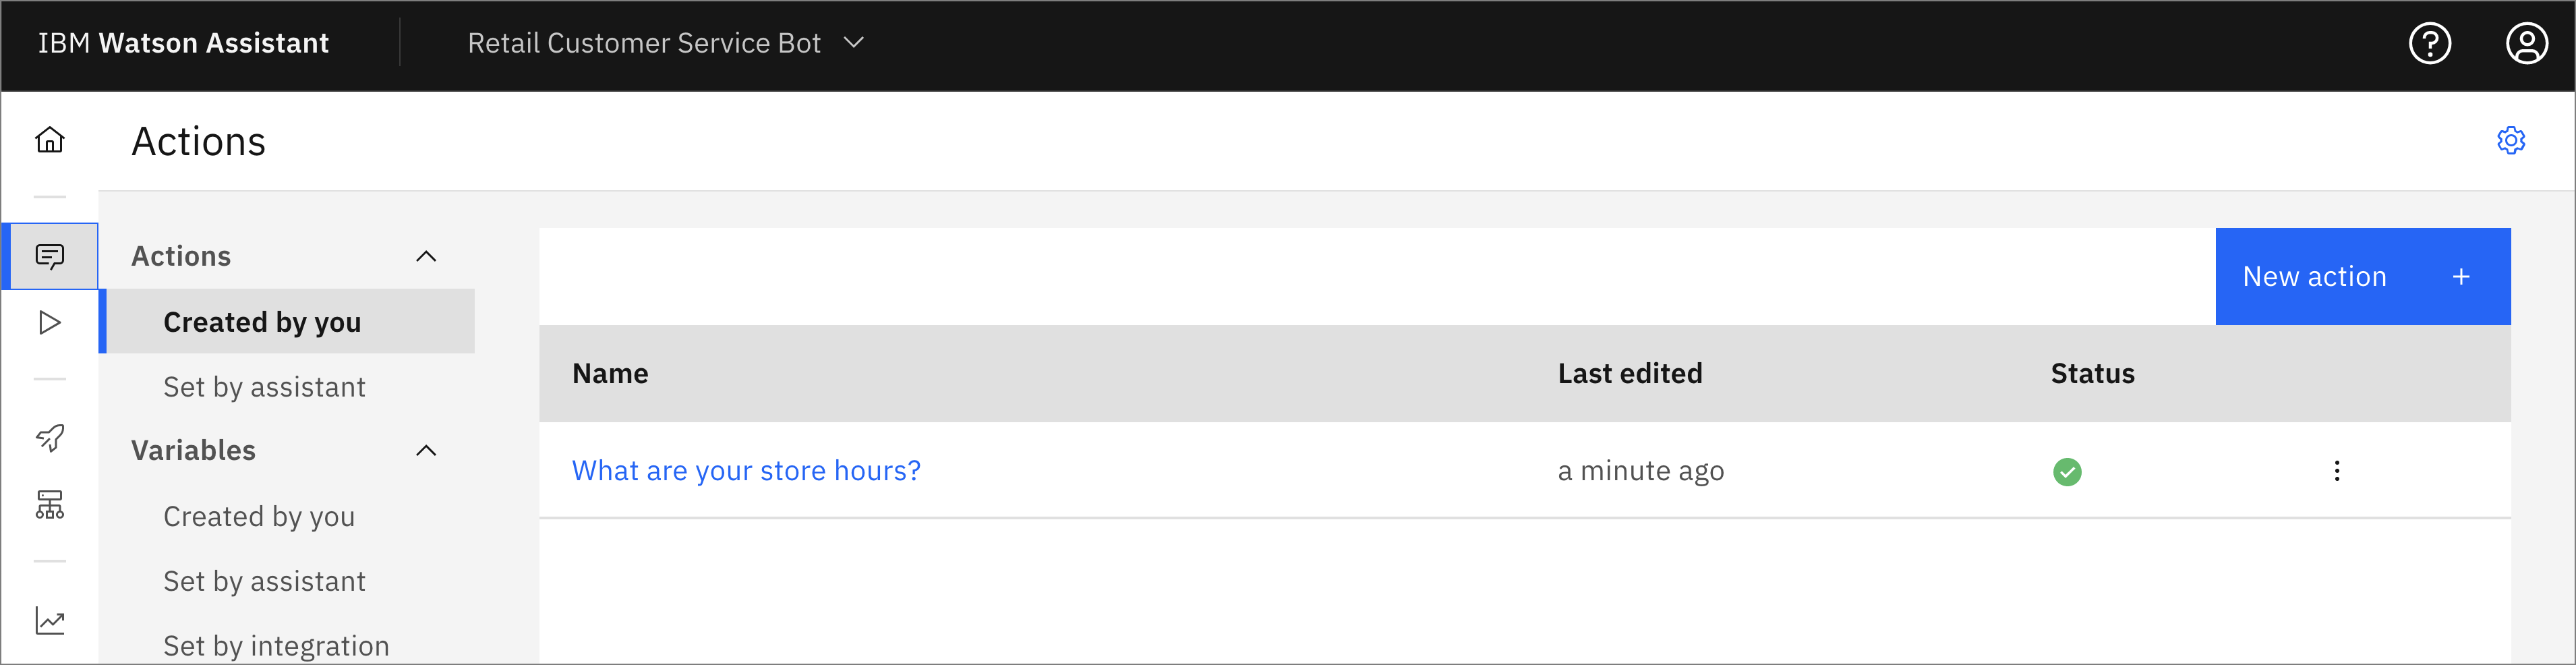 IBM Watson Assistant
Retail Customer Service Bot
Actions
Actions
Created by you
Set by assistant
Variables
Created by you
Set by assistant
Set by integration
New action +
Name Last edited Status
What are your store hours? a minute ago